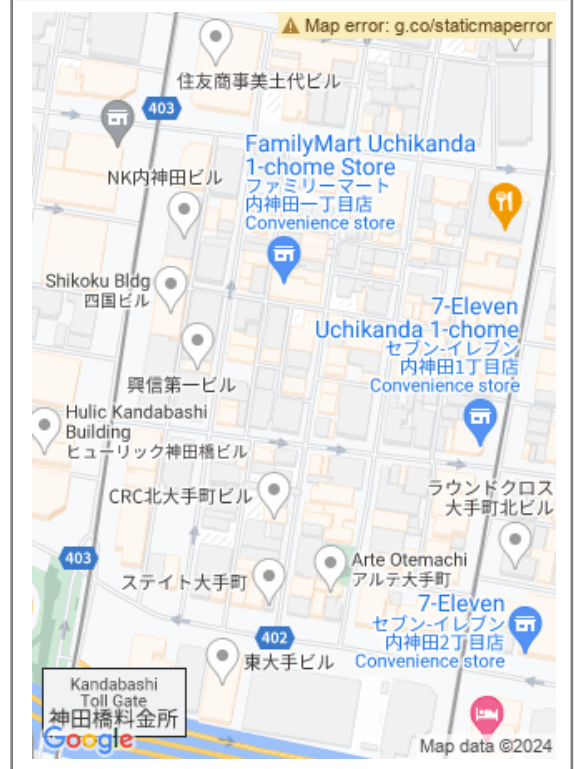 Map error: g.co/staticmaperror
住友商事美土代ビル
403
FamilyMart Uchikanda
1-chome Store
ファミリーマート
内神田一丁目店
Convenience store
NK内神田ビル
Shikoku Bldg
四国ビル
7-Eleven
Uchikanda 1-chome
セブン-イレブン
内神田1丁目店
Convenience store
興信第一ビル
Hulic Kandabashi
Building
ヒューリック神田橋ビル
CRC北大手町ビル
ラウンドクロス
大手町北ビル
403
Arte Otemachi
アルテ大手町
ステイト大手町
7-Eleven
セブン-イレブン
内神田2丁目店
Convenience store
402
東大手ビル
Kandabashi
Toll Gate
神田橋料金所
Google
Map data ©2024